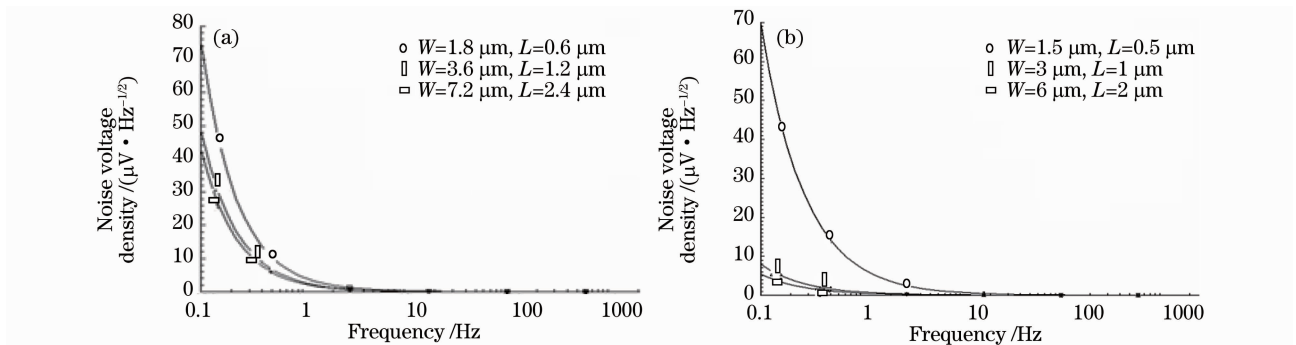 (a)
○ W=1.8 μm, L=0.6 μm
▯ W=3.6 μm, L=1.2 μm
▭ W=7.2 μm, L=2.4 μm
Noise voltage
density /(μV • Hz⁻¹/²)
80
70
60
50
40
30
20
10
0
0.1 1 10 100 1000
Frequency /Hz
(b)
○ W=1.5 μm, L=0.5 μm
▯ W=3 μm, L=1 μm
▭ W=6 μm, L=2 μm
Noise voltage
density /(μV • Hz⁻¹/²)
70
60
50
40
30
20
10
0
0.1 1 10 100 1000
Frequency /Hz